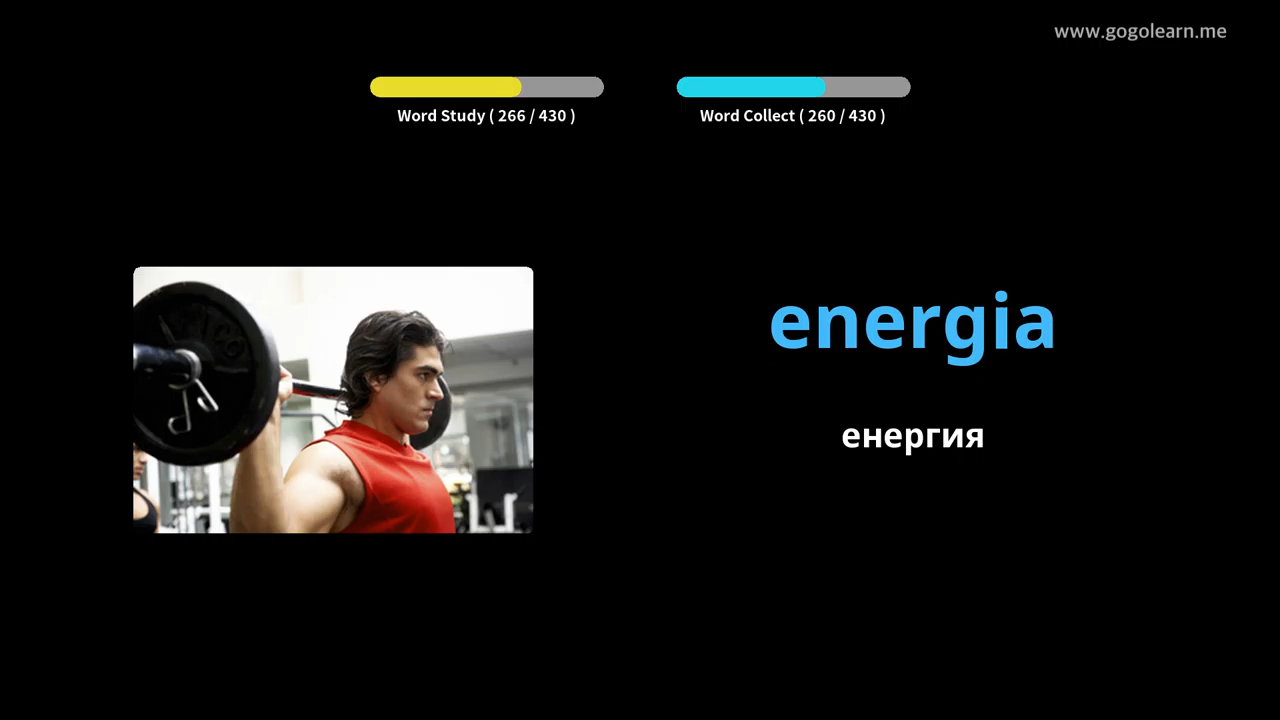 www.gogolearn.me
Word Study ( 266 / 430 )
Word Collect ( 260 / 430 )
energia
енергия